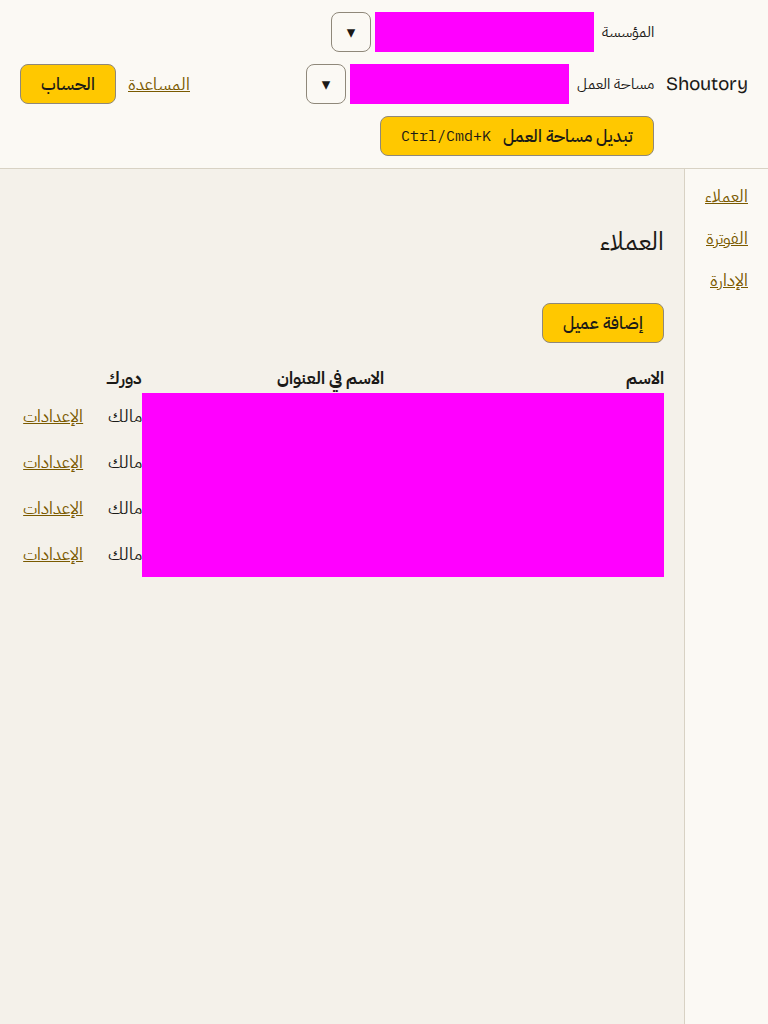 المؤسسة
▼
Shoutory
مساحة العمل
▼
تبديل مساحة العمل Ctrl/Cmd+K
المساعدة
الحساب
العملاء
الفوترة
الإدارة
العملاء
إضافة عميل
الاسم الاسم في العنوان دورك
مالك الإعدادات
مالك الإعدادات
مالك الإعدادات
مالك الإعدادات